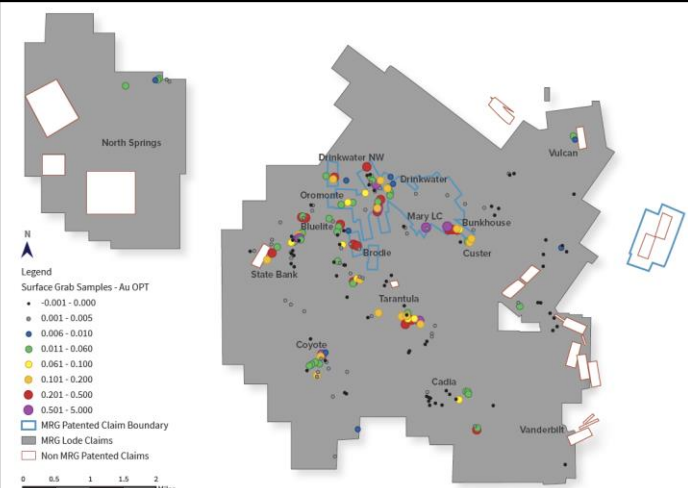 North Springs
Drinkwater NW
Drinkwater
Vulcan
Oromonte
Mary LC
Bunkhouse
Bluelite
Brodie
Custer
State Bank
Tarantula
Coyote
Cadia
Vanderbilt
N
Legend
Surface Grab Samples - Au OPT
-0.001 - 0.000
0.001 - 0.005
0.006 - 0.010
0.011 - 0.060
0.061 - 0.100
0.101 - 0.200
0.201 - 0.500
0.501 - 5.000
MRG Patented Claim Boundary
MRG Lode Claims
Non MRG Patented Claims
0 0.5 1 1.5 2
Miles